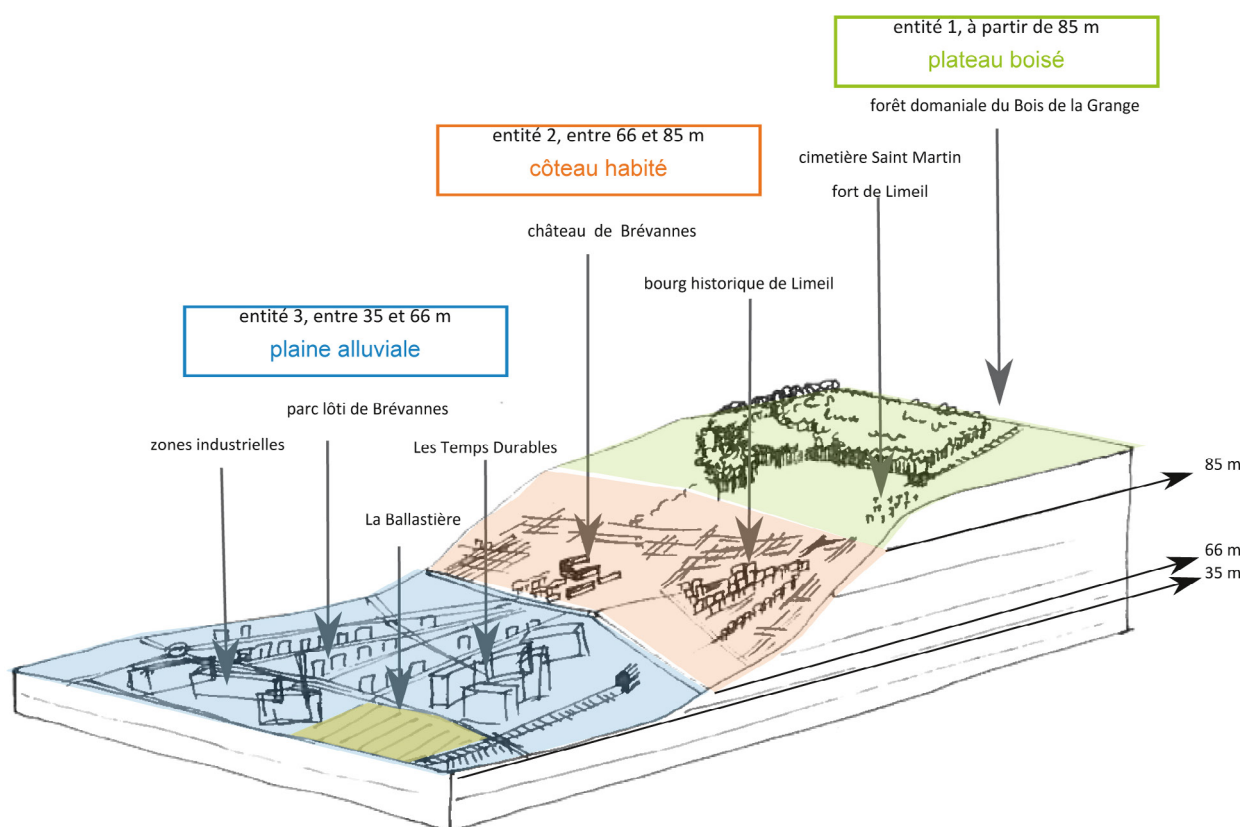 entité 1, à partir de 85 m
plateau boisé
forêt domaniale du Bois de la Grange
entité 2, entre 66 et 85 m
côteau habité
cimetière Saint Martin
fort de Limeil
château de Brévannes
bourg historique de Limeil
entité 3, entre 35 et 66 m
plaine alluviale
parc lôti de Brévannes
zones industrielles
Les Temps Durables
La Ballastière
85 m
66 m
35 m